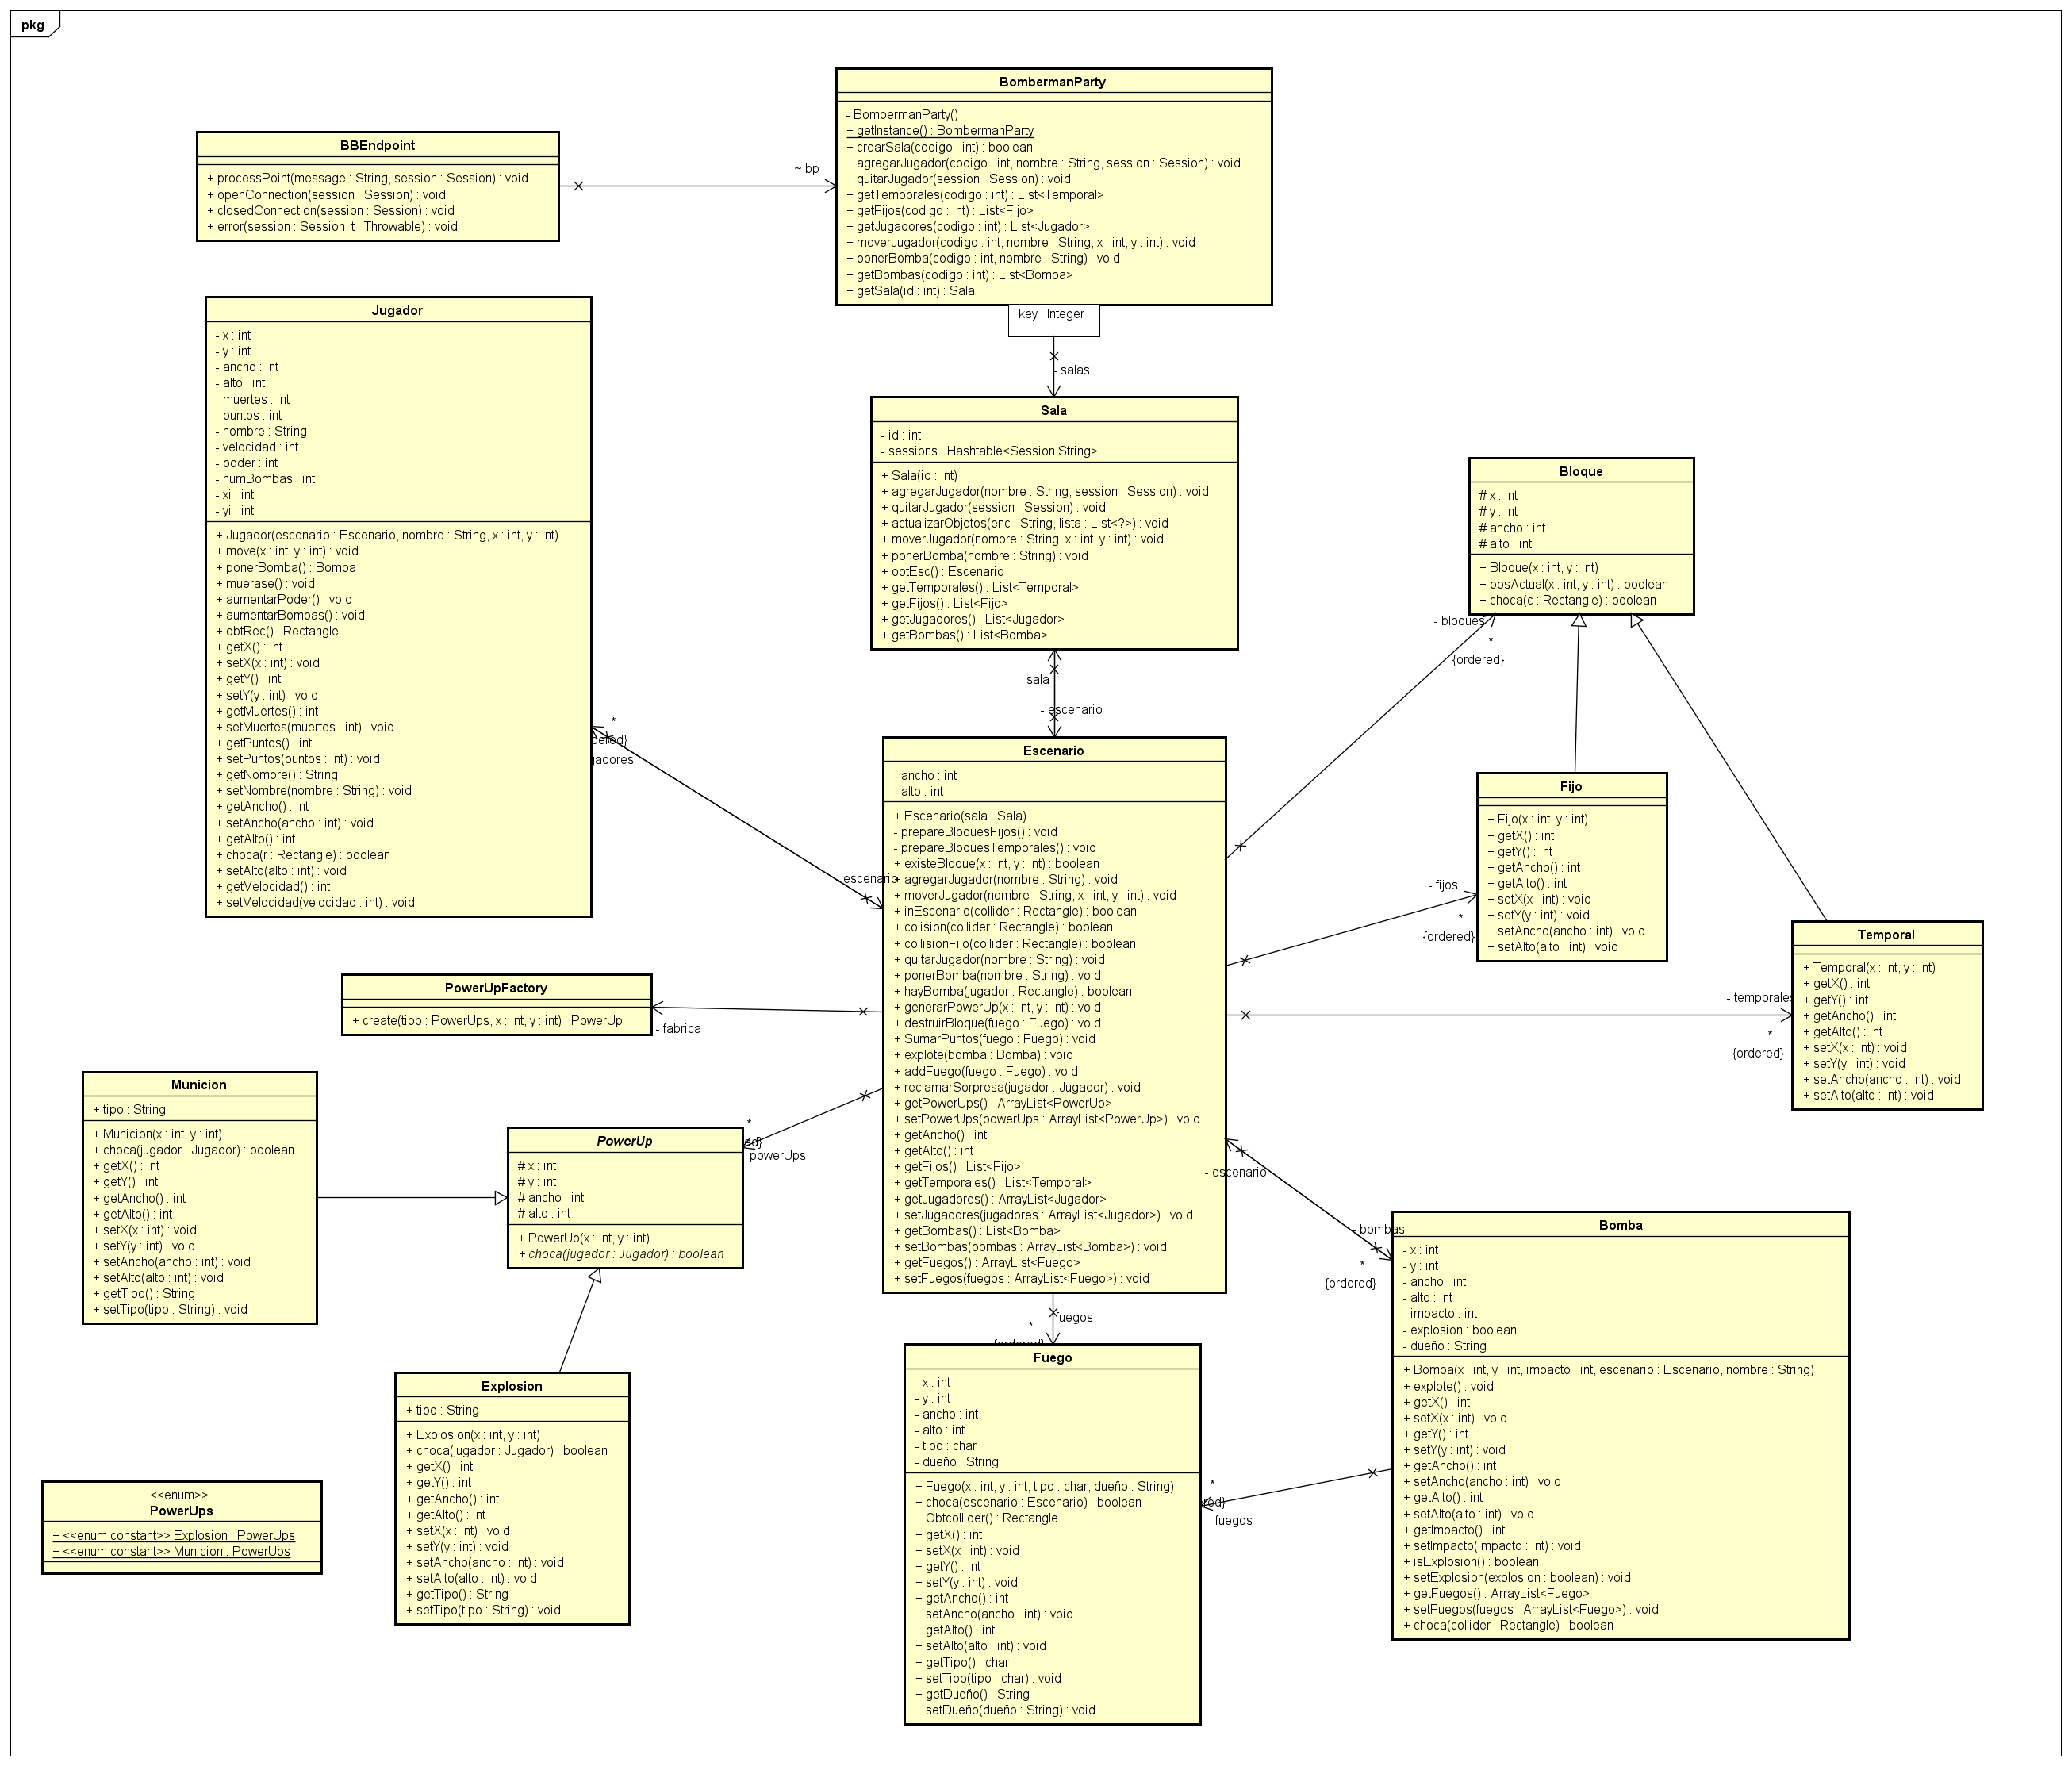 pkg
BombermanParty
- BombermanParty()
+ getInstance() : BombermanParty
+ crearSala(codigo : int) : boolean
+ agregarJugador(codigo : int, nombre : String, session : Session) : void
+ quitarJugador(session : Session) : void
+ getTemporales(codigo : int) : List<Temporal>
+ getFijos(codigo : int) : List<Fijo>
+ getJugadores(codigo : int) : List<Jugador>
+ moverJugador(codigo : int, nombre : String, x : int, y : int) : void
+ ponerBomba(codigo : int, nombre : String) : void
+ getBombas(codigo : int) : List<Bomba>
+ getSala(id : int) : Sala
key : Integer
- salas
BBEndpoint
+ processPoint(message : String, session : Session) : void
+ openConnection(session : Session) : void
+ closedConnection(session : Session) : void
+ error(session : Session, t : Throwable) : void
~ bp
Jugador
- x : int
- y : int
- ancho : int
- alto : int
- muertes : int
- puntos : int
- nombre : String
- velocidad : int
- poder : int
- numBombas : int
- xi : int
- yi : int
+ Jugador(escenario : Escenario, nombre : String, x : int, y : int)
+ move(x : int, y : int) : void
+ ponerBomba() : Bomba
+ muerase() : void
+ aumentarPoder() : void
+ aumentarBombas() : void
+ obtRec() : Rectangle
+ getX() : int
+ setX(x : int) : void
+ getY() : int
+ setY(y : int) : void
+ getMuertes() : int
+ setMuertes(muertes : int) : void
+ getPuntos() : int
+ setPuntos(puntos : int) : void
+ getNombre() : String
+ setNombre(nombre : String) : void
+ getAncho() : int
+ setAncho(ancho : int) : void
+ getAlto() : int
+ choca(r : Rectangle) : boolean
+ setAlto(alto : int) : void
+ getVelocidad() : int
+ setVelocidad(velocidad : int) : void
*
dered}
gadores
escenario
Sala
- id : int
- sessions : Hashtable<Session,String>
+ Sala(id : int)
+ agregarJugador(nombre : String, session : Session) : void
+ quitarJugador(session : Session) : void
+ actualizarObjetos(enc : String, lista : List<?>) : void
+ moverJugador(nombre : String, x : int, y : int) : void
+ ponerBomba(nombre : String) : void
+ obtEsc() : Escenario
+ getTemporales() : List<Temporal>
+ getFijos() : List<Fijo>
+ getJugadores() : List<Jugador>
+ getBombas() : List<Bomba>
- sala
- escenario
Bloque
# x : int
# y : int
# ancho : int
# alto : int
+ Bloque(x : int, y : int)
+ posActual(x : int, y : int) : boolean
+ choca(c : Rectangle) : boolean
- bloques
*
{ordered}
Escenario
- ancho : int
- alto : int
+ Escenario(sala : Sala)
- prepareBloquesFijos() : void
- prepareBloquesTemporales() : void
+ existeBloque(x : int, y : int) : boolean
+ agregarJugador(nombre : String) : void
+ moverJugador(nombre : String, x : int, y : int) : void
+ inEscenario(collider : Rectangle) : boolean
+ colision(collider : Rectangle) : boolean
+ collisionFijo(collider : Rectangle) : boolean
+ quitarJugador(nombre : String) : void
+ ponerBomba(nombre : String) : void
+ hayBomba(jugador : Rectangle) : boolean
+ generarPowerUp(x : int, y : int) : void
+ destruirBloque(fuego : Fuego) : void
+ SumarPuntos(fuego : Fuego) : void
+ explote(bomba : Bomba) : void
+ addFuego(fuego : Fuego) : void
+ reclamarSorpresa(jugador : Jugador) : void
+ getPowerUps() : ArrayList<PowerUp>
+ setPowerUps(powerUps : ArrayList<PowerUp>) : void
+ getAncho() : int
+ getAlto() : int
+ getFijos() : List<Fijo>
+ getTemporales() : List<Temporal>
+ getJugadores() : ArrayList<Jugador>
+ setJugadores(jugadores : ArrayList<Jugador>) : void
+ getBombas() : List<Bomba>
+ setBombas(bombas : ArrayList<Bomba>) : void
+ getFuegos() : ArrayList<Fuego>
+ setFuegos(fuegos : ArrayList<Fuego>) : void
Fijo
+ Fijo(x : int, y : int)
+ getX() : int
+ getY() : int
+ getAncho() : int
+ getAlto() : int
+ setX(x : int) : void
+ setY(y : int) : void
+ setAncho(ancho : int) : void
+ setAlto(alto : int) : void
- fijos
*
{ordered}
Temporal
+ Temporal(x : int, y : int)
+ getX() : int
+ getY() : int
+ getAncho() : int
+ getAlto() : int
+ setX(x : int) : void
+ setY(y : int) : void
+ setAncho(ancho : int) : void
+ setAlto(alto : int) : void
- temporales
*
{ordered}
PowerUpFactory
+ create(tipo : PowerUps, x : int, y : int) : PowerUp
- fabrica
Municion
+ tipo : String
+ Municion(x : int, y : int)
+ choca(jugador : Jugador) : boolean
+ getX() : int
+ getY() : int
+ getAncho() : int
+ getAlto() : int
+ setX(x : int) : void
+ setY(y : int) : void
+ setAncho(ancho : int) : void
+ setAlto(alto : int) : void
+ getTipo() : String
+ setTipo(tipo : String) : void
PowerUp
# x : int
# y : int
# ancho : int
# alto : int
+ PowerUp(x : int, y : int)
+ choca(jugador : Jugador) : boolean
*
ed}
- powerUps
- escenario
- bombas
*
{ordered}
Bomba
- x : int
- y : int
- ancho : int
- alto : int
- impacto : int
- explosion : boolean
- dueño : String
+ Bomba(x : int, y : int, impacto : int, escenario : Escenario, nombre : String)
+ explote() : void
+ getX() : int
+ setX(x : int) : void
+ getY() : int
+ setY(y : int) : void
+ getAncho() : int
+ setAncho(ancho : int) : void
+ getAlto() : int
+ setAlto(alto : int) : void
+ getImpacto() : int
+ setImpacto(impacto : int) : void
+ isExplosion() : boolean
+ setExplosion(explosion : boolean) : void
+ getFuegos() : ArrayList<Fuego>
+ setFuegos(fuegos : ArrayList<Fuego>) : void
+ choca(collider : Rectangle) : boolean
- fuegos
*
{ordered}
Fuego
- x : int
- y : int
- ancho : int
- alto : int
- tipo : char
- dueño : String
+ Fuego(x : int, y : int, tipo : char, dueño : String)
+ choca(escenario : Escenario) : boolean
+ Obtcollider() : Rectangle
+ getX() : int
+ setX(x : int) : void
+ getY() : int
+ setY(y : int) : void
+ getAncho() : int
+ setAncho(ancho : int) : void
+ getAlto() : int
+ setAlto(alto : int) : void
+ getTipo() : char
+ setTipo(tipo : char) : void
+ getDueño() : String
+ setDueño(dueño : String) : void
*
red}
- fuegos
Explosion
+ tipo : String
+ Explosion(x : int, y : int)
+ choca(jugador : Jugador) : boolean
+ getX() : int
+ getY() : int
+ getAncho() : int
+ getAlto() : int
+ setX(x : int) : void
+ setY(y : int) : void
+ setAncho(ancho : int) : void
+ setAlto(alto : int) : void
+ getTipo() : String
+ setTipo(tipo : String) : void
<<enum>>
PowerUps
+ <<enum constant>> Explosion : PowerUps
+ <<enum constant>> Municion : PowerUps